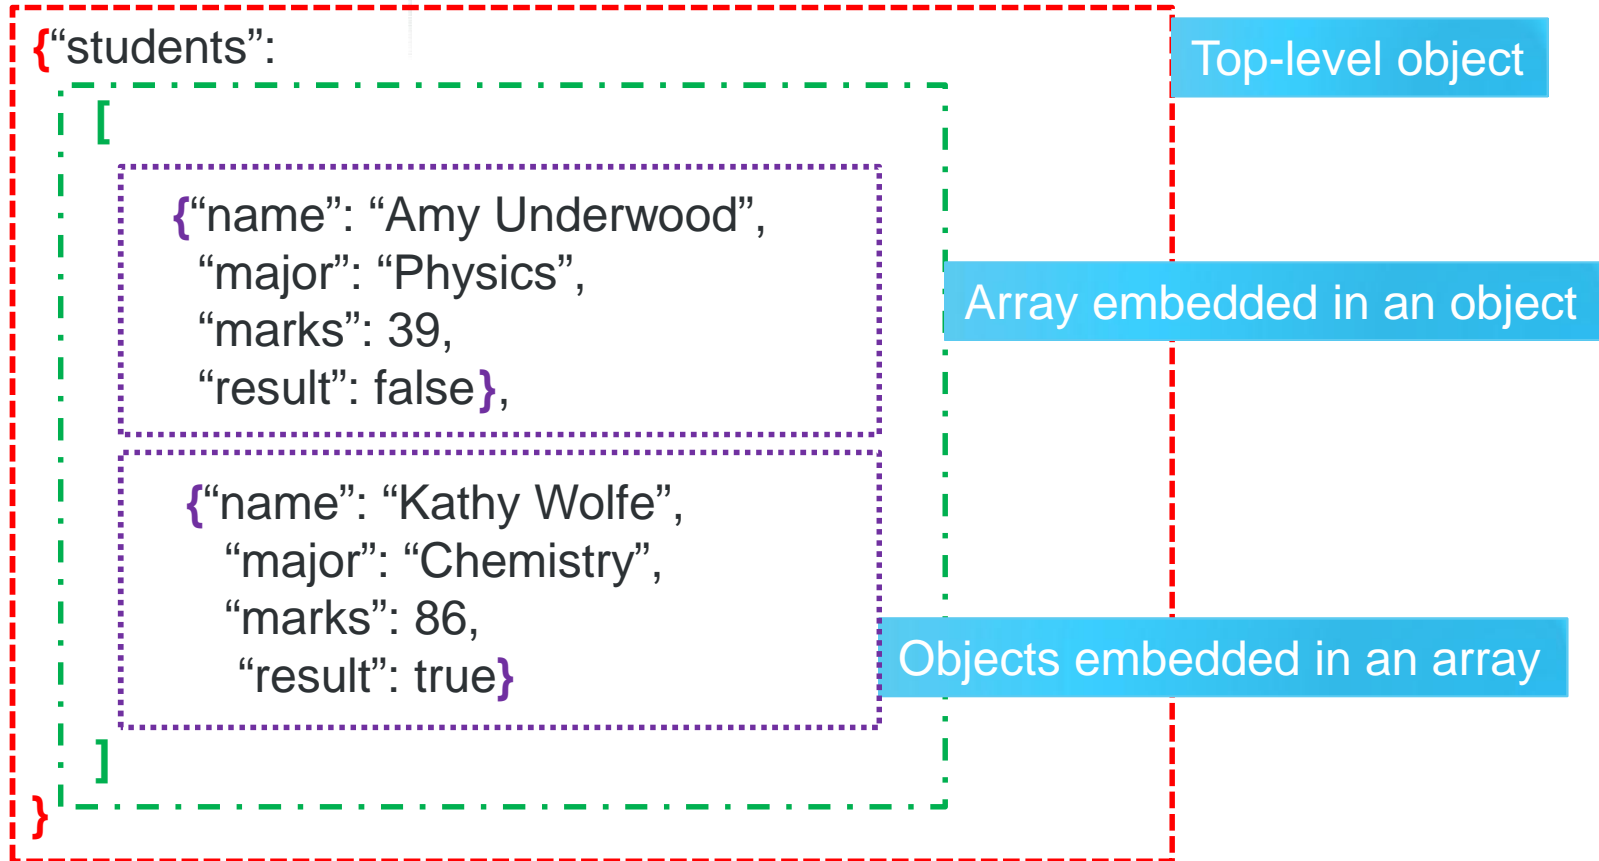 {“students”:
Top-level object
[
{“name”: “Amy Underwood”,
“major”: “Physics”,
Array embedded in an object
“marks”: 39,
“result”: false},
{“name”: “Kathy Wolfe”,
“major”: “Chemistry”,
“marks”: 86,
Objects embedded in an array
“result”: true}
]
}